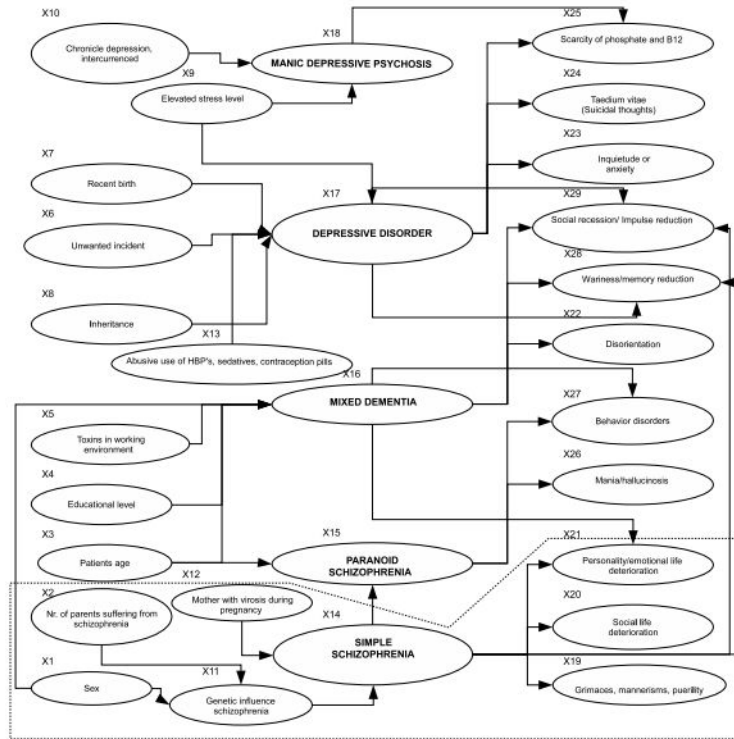 X10
X25
Chronicle depression,
intercurrenced
X18
Scarcity of phosphate and B12
MANIC DEPRESSIVE PSYCHOSIS
X9
X24
Elevated stress level
Taedium vitae
(Suicidal thoughts)
X23
X7
Inquietude or
anxiety
Recent birth
X17
X29
X6
Social recession/ Impulse reduction
Unwanted incident
DEPRESSIVE DISORDER
X28
X8
Wariness/memory reduction
Inheritance
X13
X22
Abusive use of HBP's, sedatives, contraception pills
Disorientation
X16
X27
MIXED DEMENTIA
X5
Behavior disorders
Toxins in working
environment
X4
X26
Educational level
Mania/hallucinosis
X3
X15
X21
Patients age
PARANOID
SCHIZOPHRENIA
Personality/emotional life
deterioration
X12
X2
Mother with virosis during
pregnancy
X14
X20
Nr. of parents suffering from
schizophrenia
SIMPLE
SCHIZOPHRENIA
Social life
deterioration
X1
X11
X19
Sex
Genetic influence
schizophrenia
Grimaces, mannerisms, puerility